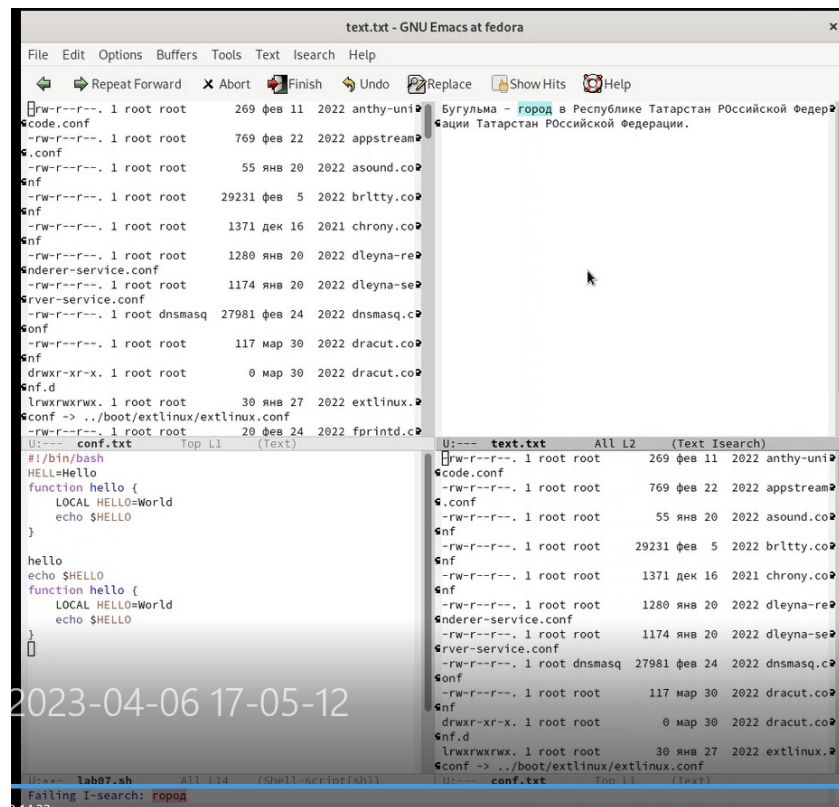 text.txt - GNU Emacs at fedora
File Edit Options Buffers Tools Text Isearch Help
Repeat Forward Abort Finish Undo Replace Show Hits Help
-rw-r--r--. 1 root root 269 фев 11 2022 anthy-uni
code.conf
-rw-r--r--. 1 root root 769 фев 22 2022 appstream
.conf
-rw-r--r--. 1 root root 55 янв 20 2022 asound.co
nf
-rw-r--r--. 1 root root 29231 фев 5 2022 brltty.co
nf
-rw-r--r--. 1 root root 1371 дек 16 2021 chrony.co
nf
-rw-r--r--. 1 root root 1280 янв 20 2022 dleyna-re
nderer-service.conf
-rw-r--r--. 1 root root 1174 янв 20 2022 dleyna-se
rver-service.conf
-rw-r--r--. 1 root dnsmasq 27981 фев 24 2022 dnsmasq.c
onf
-rw-r--r--. 1 root root 117 мар 30 2022 dracut.co
nf
drwxr-xr-x. 1 root root 0 мар 30 2022 dracut.co
nf.d
lrwxrwxrwx. 1 root root 30 янв 27 2022 extlinux.
conf -> ../boot/extlinux/extlinux.conf
-rw-r--r--. 1 root root 20 фев 24 2022 fprintd.c
U:--- conf.txt Top L1 (Text)
Бугульма - город в Республике Татарстан РОссийской Федер
ации Татарстан РОссийской Федерации.
U:--- text.txt All L2 (Text Isearch)
#!/bin/bash
HELL=Hello
function hello {
LOCAL HELLO=World
echo $HELLO
}
hello
echo $HELLO
function hello {
LOCAL HELLO=World
echo $HELLO
}
U:**- lab07.sh All L14 (Shell-script[sh])
-rw-r--r--. 1 root root 269 фев 11 2022 anthy-uni
code.conf
-rw-r--r--. 1 root root 769 фев 22 2022 appstream
.conf
-rw-r--r--. 1 root root 55 янв 20 2022 asound.co
nf
-rw-r--r--. 1 root root 29231 фев 5 2022 brltty.co
nf
-rw-r--r--. 1 root root 1371 дек 16 2021 chrony.co
nf
-rw-r--r--. 1 root root 1280 янв 20 2022 dleyna-re
nderer-service.conf
-rw-r--r--. 1 root root 1174 янв 20 2022 dleyna-se
rver-service.conf
-rw-r--r--. 1 root dnsmasq 27981 фев 24 2022 dnsmasq.c
onf
-rw-r--r--. 1 root root 117 мар 30 2022 dracut.co
nf
drwxr-xr-x. 1 root root 0 мар 30 2022 dracut.co
nf.d
lrwxrwxrwx. 1 root root 30 янв 27 2022 extlinux.
conf -> ../boot/extlinux/extlinux.conf
U:--- conf.txt Top L1 (Text)
2023-04-06 17-05-12
Failing I-search: город